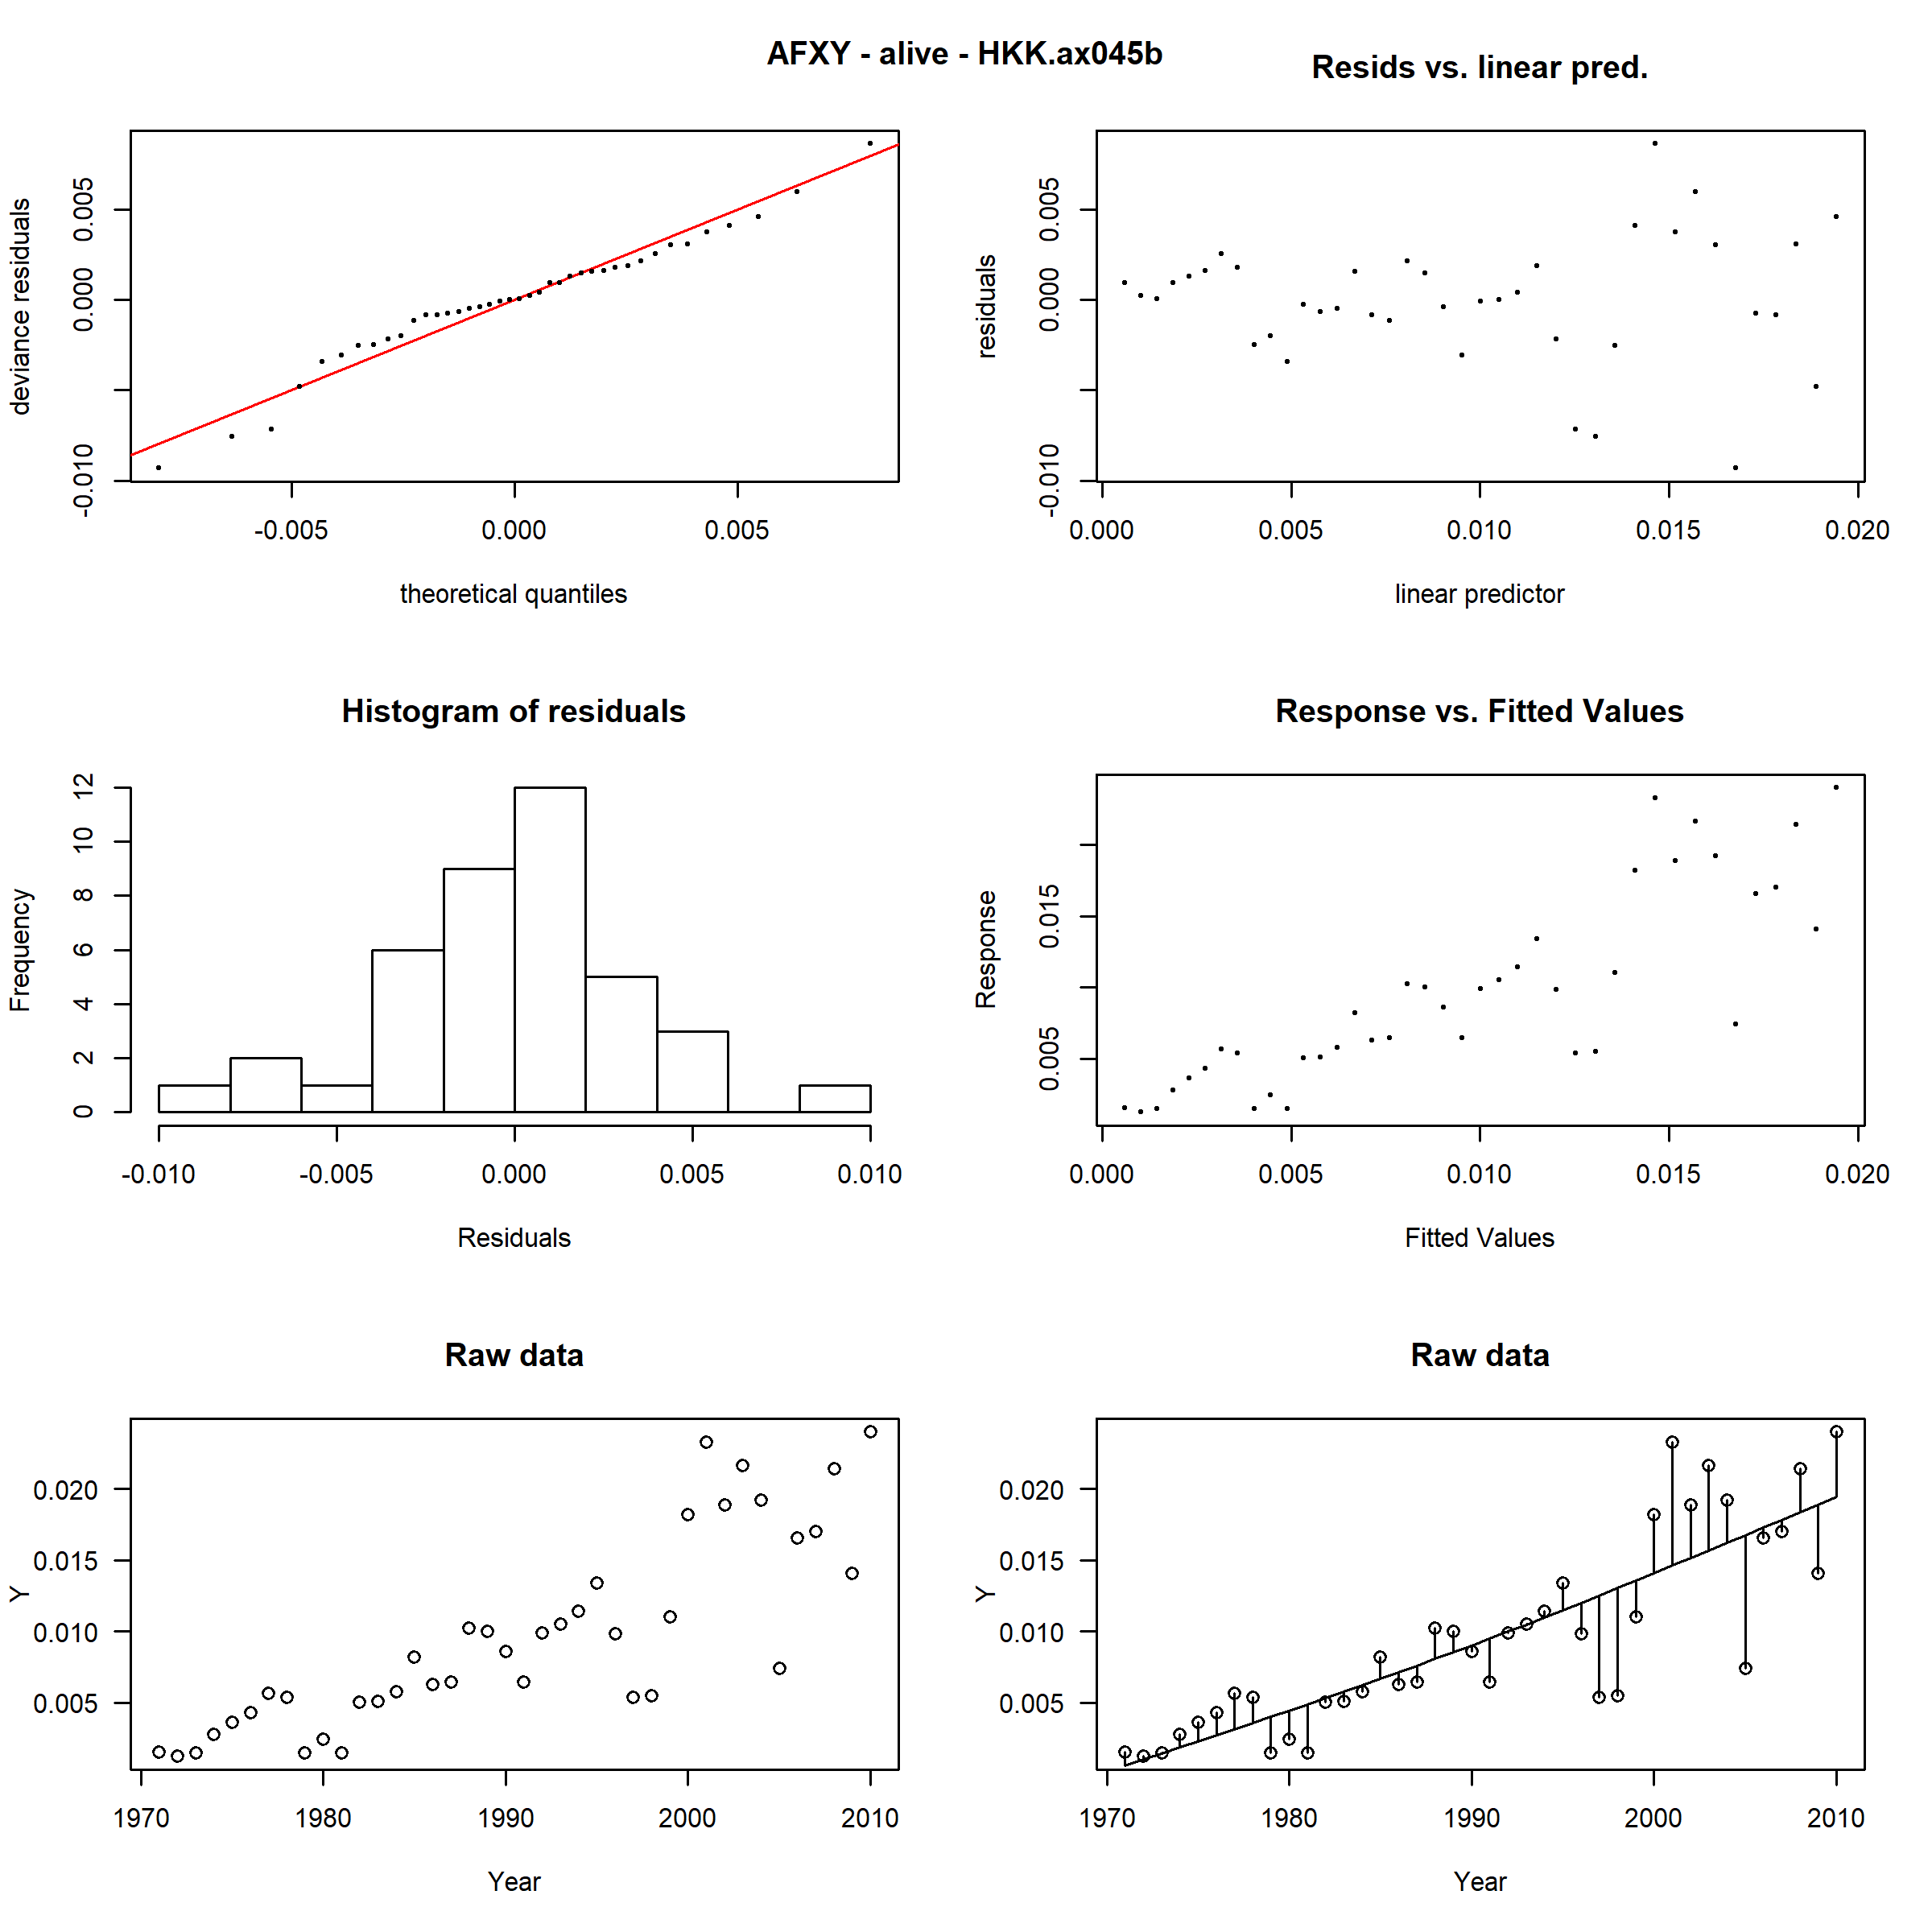 AFXY - alive - HKK.ax045b
Resids vs. linear pred.
deviance residuals
-0.010 0.000 0.005
-0.005 0.000 0.005
theoretical quantiles
residuals
-0.010 0.000 0.005
0.000 0.005 0.010 0.015 0.020
linear predictor
Histogram of residuals
Frequency
0 2 4 6 8 10 12
-0.010 -0.005 0.000 0.005 0.010
Residuals
Response vs. Fitted Values
Response
0.005 0.015
0.000 0.005 0.010 0.015 0.020
Fitted Values
Raw data
Y
0.020
0.015
0.010
0.005
1970 1980 1990 2000 2010
Year
Raw data
Y
0.020
0.015
0.010
0.005
1970 1980 1990 2000 2010
Year